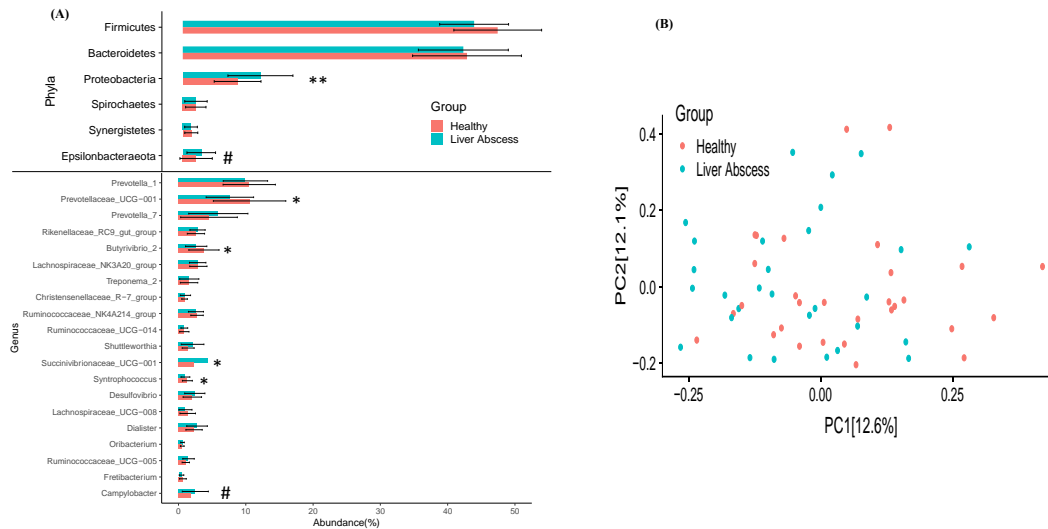 (A)
Phyla
Firmicutes
Bacteroidetes
Proteobacteria
**
Spirochaetes
Synergistetes
Epsilonbacteraeota
#
Group
Healthy
Liver Abscess
Genus
Prevotella_1
Prevotellaceae_UCG-001
*
Prevotella_7
Rikenellaceae_RC9_gut_group
Butyrivibrio_2
*
Lachnospiraceae_NK3A20_group
Treponema_2
Christensenellaceae_R-7_group
Ruminococcaceae_NK4A214_group
Ruminococcaceae_UCG-014
Shuttleworthia
Succinivibrionaceae_UCG-001
*
Syntrophococcus
*
Desulfovibrio
Lachnospiraceae_UCG-008
Dialister
Oribacterium
Ruminococcaceae_UCG-005
Fretibacterium
Campylobacter
#
0 10 20 30 40 50
Abundance(%)
(B)
Group
Healthy
Liver Abscess
PC2[12.1%]
0.4
0.2
0.0
−0.2
−0.25 0.00 0.25
PC1[12.6%]